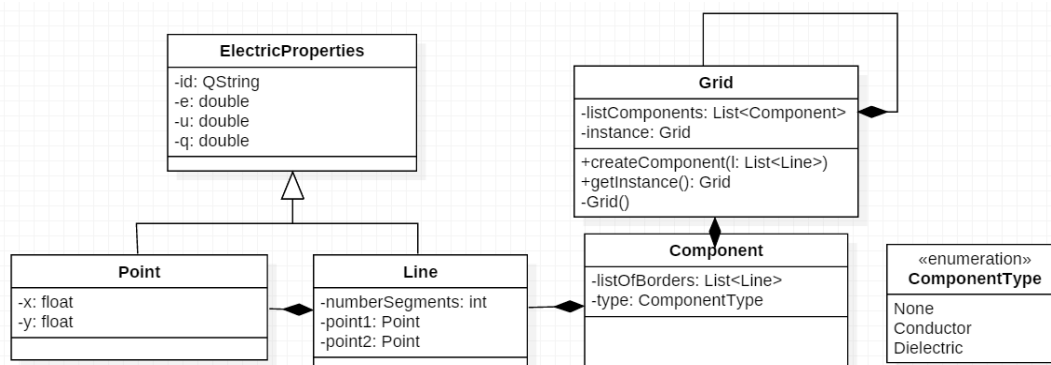 ElectricProperties
-id: QString
-e: double
-u: double
-q: double
Grid
-listComponents: List<Component>
-instance: Grid
+createComponent(l: List<Line>)
+getInstance(): Grid
-Grid()
Point
-x: float
-y: float
Line
-numberSegments: int
-point1: Point
-point2: Point
Component
-listOfBorders: List<Line>
-type: ComponentType
«enumeration»
ComponentType
None
Conductor
Dielectric